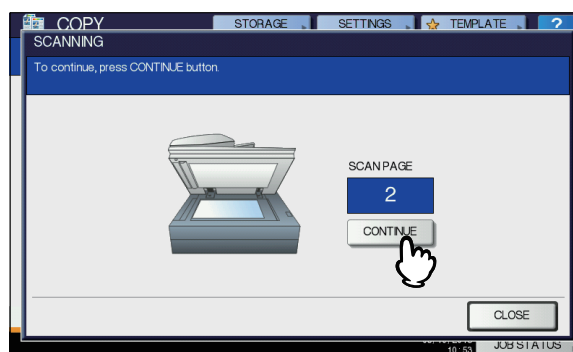 COPY
STORAGE
SETTINGS
TEMPLATE
?
SCANNING
To continue, press CONTINUE button.
SCAN PAGE
2
CONTINUE
CLOSE
10 : 53
JOB STATUS